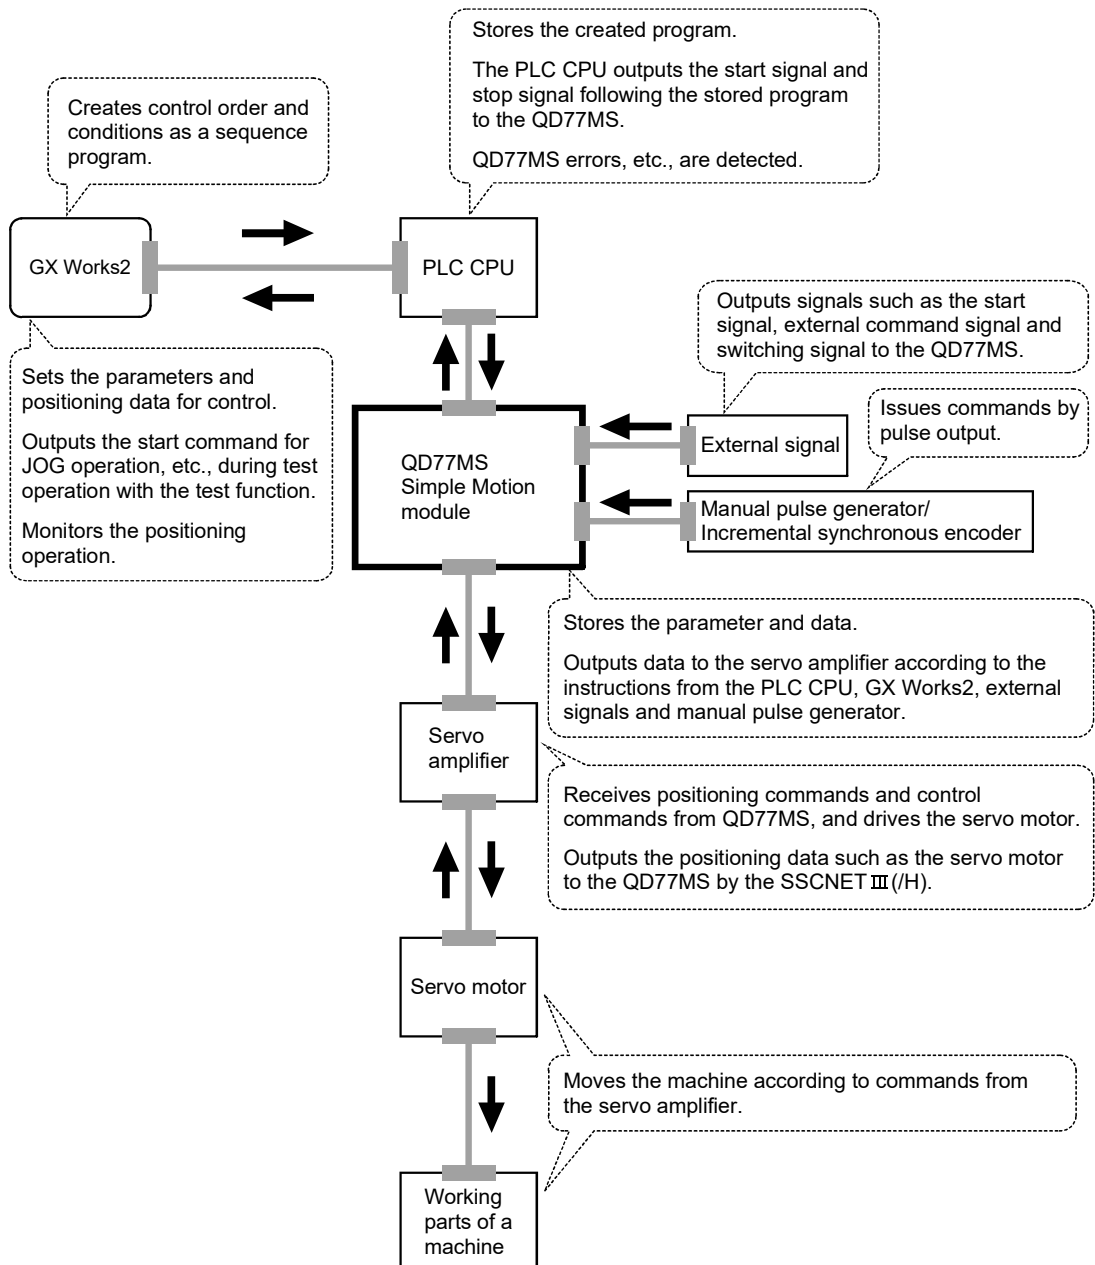 Stores the created program.
The PLC CPU outputs the start signal and
stop signal following the stored program
to the QD77MS.
QD77MS errors, etc., are detected.
Creates control order and
conditions as a sequence
program.
GX Works2
PLC CPU
Outputs signals such as the start
signal, external command signal and
switching signal to the QD77MS.
Sets the parameters and
positioning data for control.
Outputs the start command for
JOG operation, etc., during test
operation with the test function.
Monitors the positioning
operation.
Issues commands by
pulse output.
QD77MS
Simple Motion
module
External signal
Manual pulse generator/
Incremental synchronous encoder
Stores the parameter and data.
Outputs data to the servo amplifier according to the
instructions from the PLC CPU, GX Works2, external
signals and manual pulse generator.
Servo
amplifier
Receives positioning commands and control
commands from QD77MS, and drives the servo motor.
Outputs the positioning data such as the servo motor
to the QD77MS by the SSCNETⅢ(/H).
Servo motor
Moves the machine according to commands from
the servo amplifier.
Working
parts of a
machine